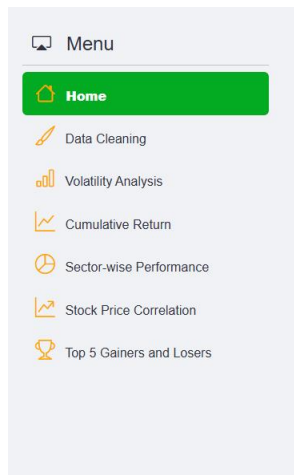 Menu
Home
Data Cleaning
Volatility Analysis
Cumulative Return
Sector-wise Performance
Stock Price Correlation
Top 5 Gainers and Losers